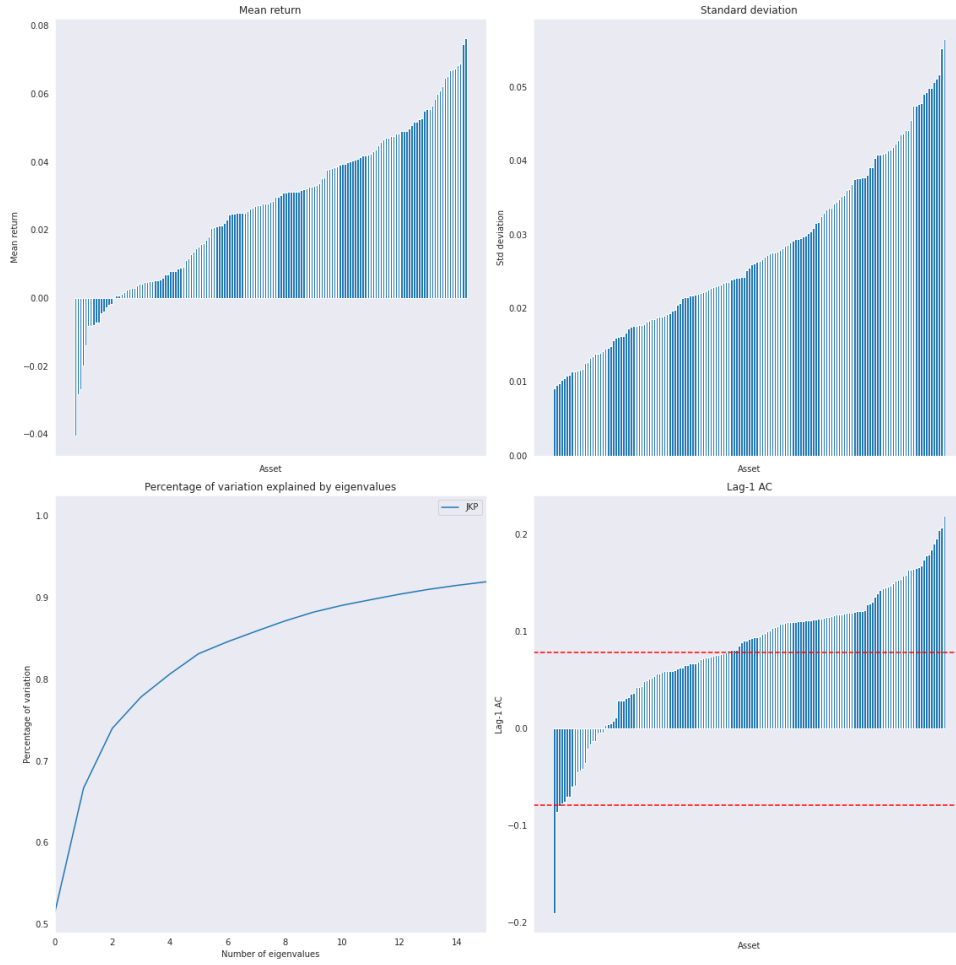 Mean return
0.08
0.06
0.04
0.02
0.00
−0.02
−0.04
Mean return
Asset
Standard deviation
0.05
0.04
0.03
0.02
0.01
0.00
Std deviation
Asset
Percentage of variation explained by eigenvalues
JKP
1.0
0.9
0.8
0.7
0.6
0.5
Percentage of variation
0 2 4 6 8 10 12 14
Number of eigenvalues
Lag-1 AC
0.2
0.1
0.0
−0.1
−0.2
Lag-1 AC
Asset